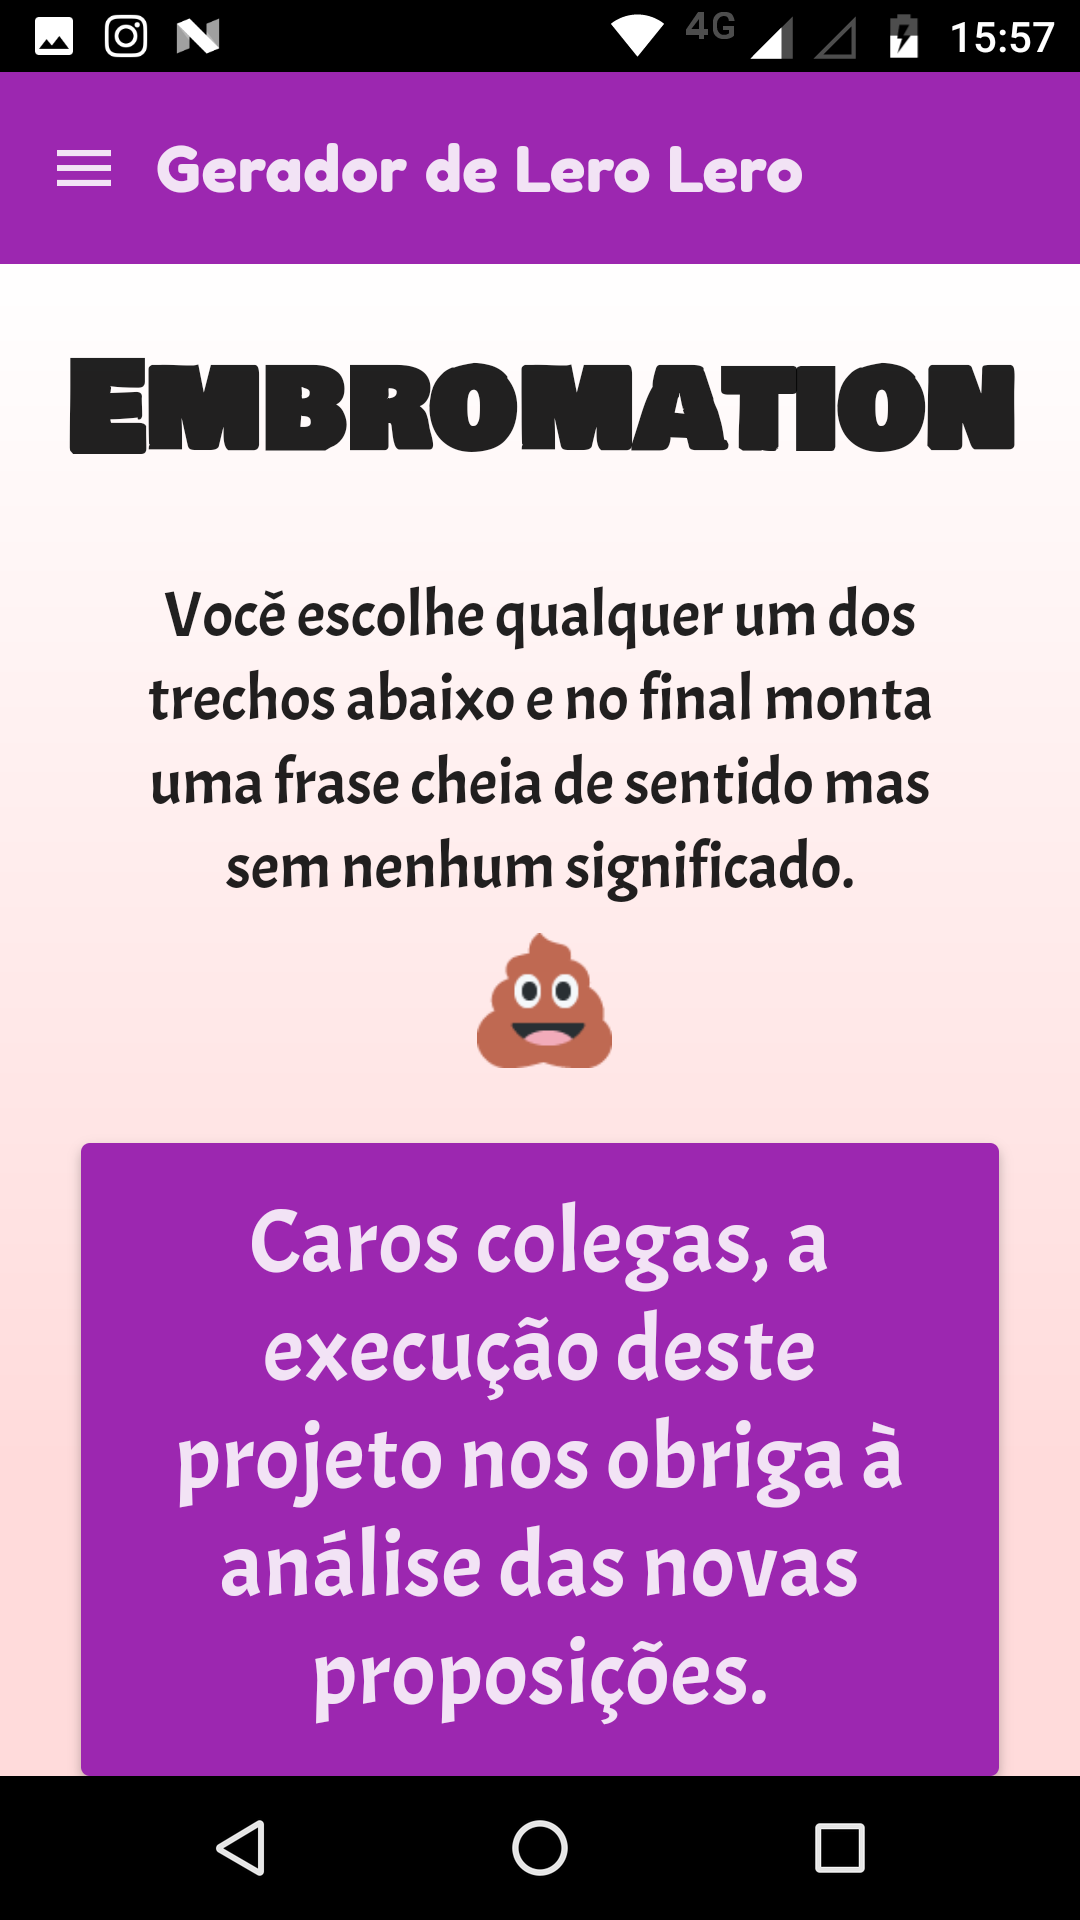 4G 15:57
Gerador de Lero Lero
EMBROMATION
Você escolhe qualquer um dos
trechos abaixo e no final monta
uma frase cheia de sentido mas
sem nenhum significado.
Caros colegas, a
execução deste
projeto nos obriga à
análise das novas
proposições.